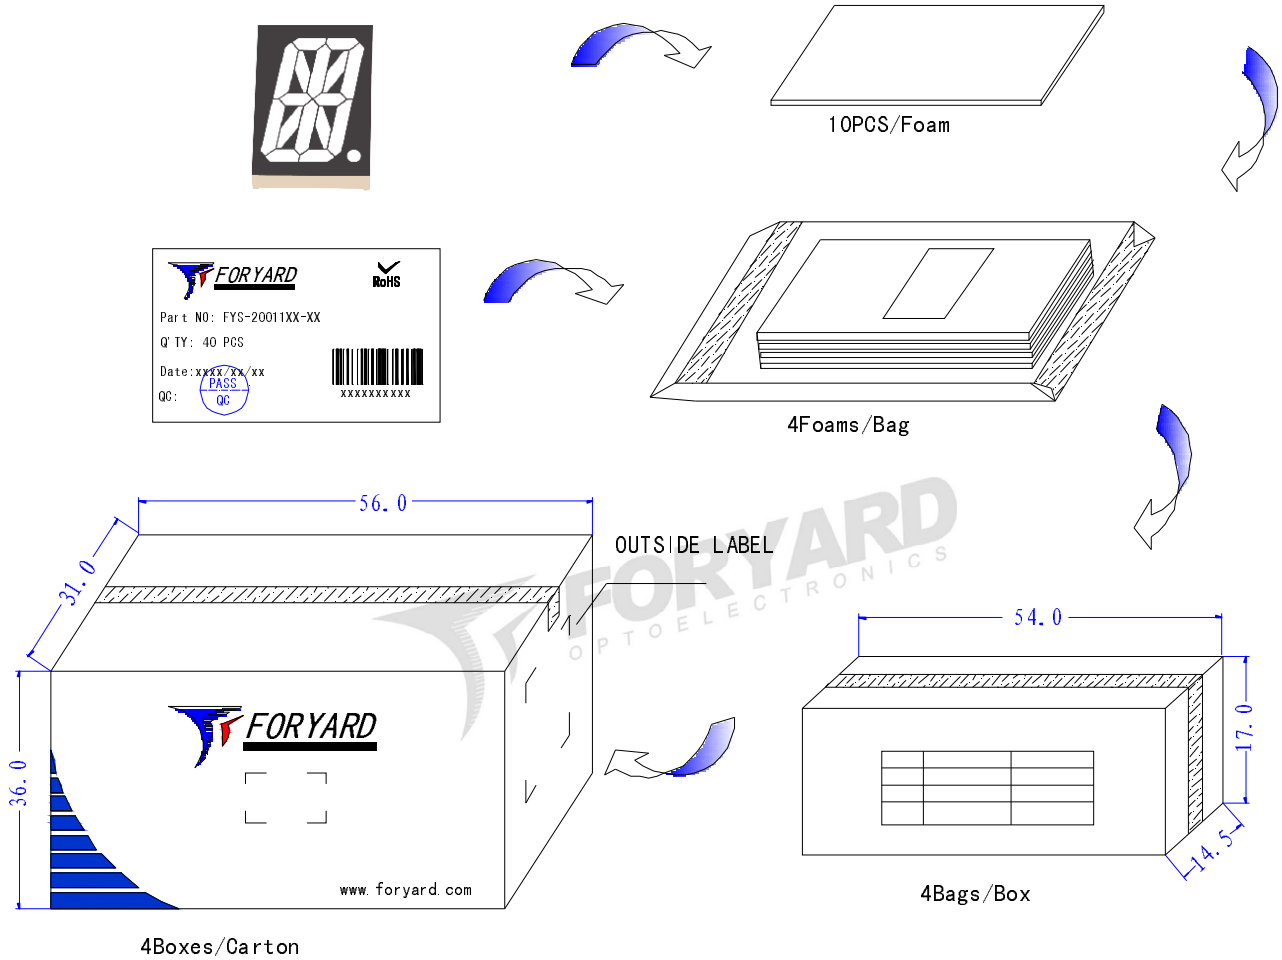 10PCS/Foam
FORYARD
RoHS
Part NO: FYS-20011XX-XX
Q'TY: 40 PCS
Date:xxxx/xx/xx
PASS
QC:
QC
xxxxxxxxxx
4Foams/Bag
56.0
31.0
OUTSIDE LABEL
FORYARD
OPTOELECTRONICS
54.0
17.0
14.5
36.0
FORYARD
www.foryard.com
4Bags/Box
4Boxes/Carton